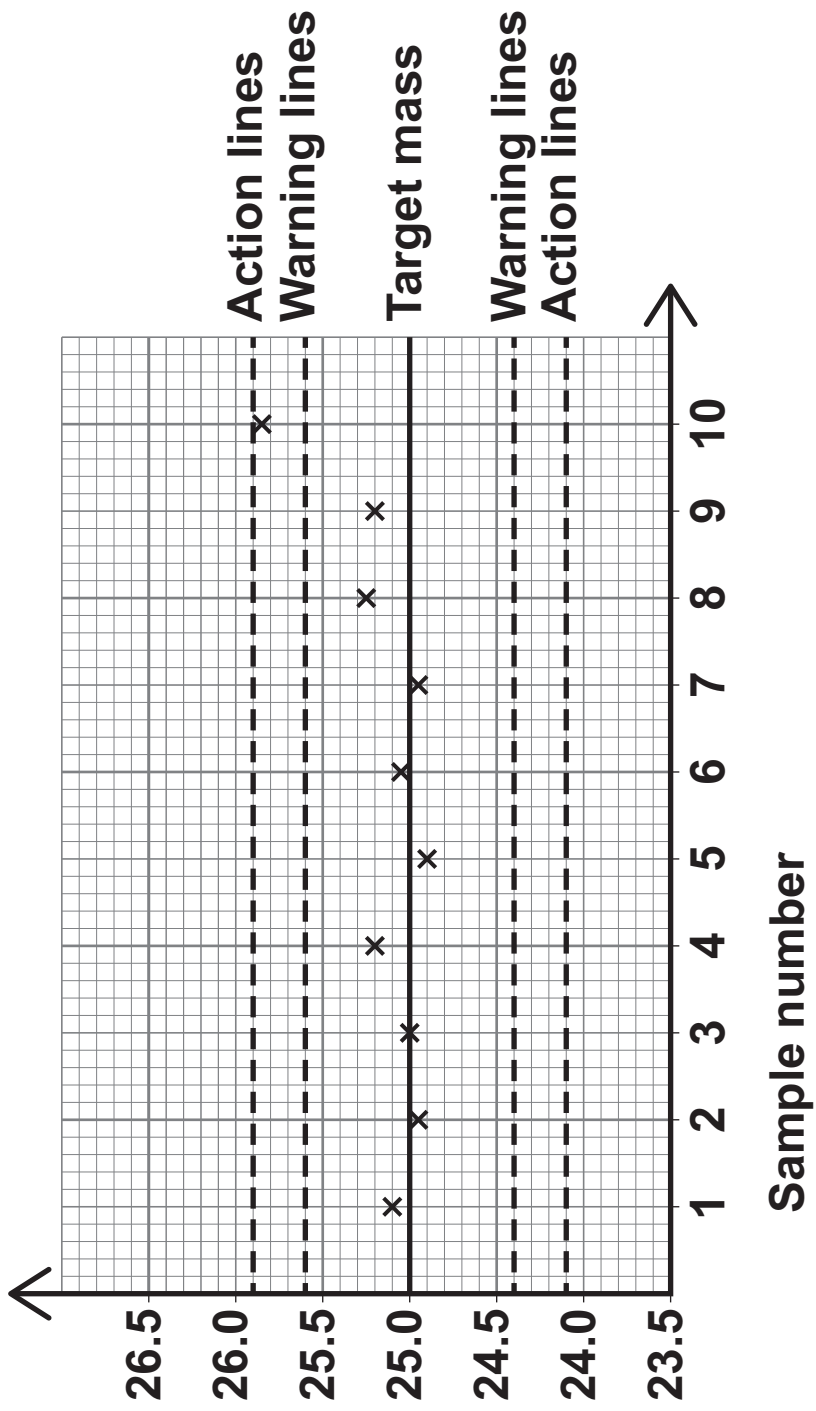 26.5
26.0
25.5
25.0
24.5
24.0
23.5
1 2 3 4 5 6 7 8 9 10
Sample number
Action lines
Warning lines
Target mass
Warning lines
Action lines